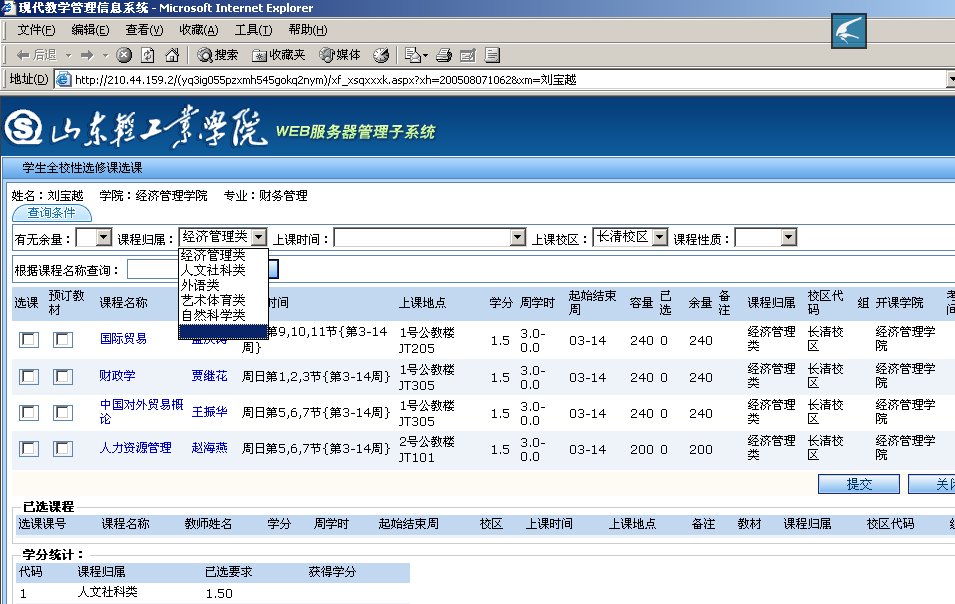 现代教学管理信息系统 - Microsoft Internet Explorer
文件(F) 编辑(E) 查看(V) 收藏(A) 工具(T) 帮助(H)
后退 搜索 收藏夹 媒体
地址(D) http://210.44.159.2/(yq3ig055pzxmh545gokq2nym)/xf_xsqxxxk.aspx?xh=200508071062&xm=刘宝越
山东轻工业学院 WEB服务器管理子系统
学生全校性选修课选课
姓名：刘宝越 学院：经济管理学院 专业：财务管理
查询条件
有无余量： 课程归属： 经济管理类 上课时间： 上课校区： 长清校区 课程性质：
经济管理类
人文社科类
外语类
艺术体育类
自然科学类
根据课程名称查询：
选课 预订教材 课程名称 时间 上课地点 学分 周学时 起始结束周 容量 已选 余量 备注 课程归属 校区代码 组 开课学院
国际贸易 第9,10,11节{第3-14周} 1号公教楼JT205 1.5 3.0-0.0 03-14 240 0 240 经济管理类 长清校区 经济管理学院
财政学 贾继花 周日第1,2,3节{第3-14周} 1号公教楼JT305 1.5 3.0-0.0 03-14 240 0 240 经济管理类 长清校区 经济管理学院
中国对外贸易概论 王振华 周日第5,6,7节{第3-14周} 1号公教楼JT305 1.5 3.0-0.0 03-14 240 0 240 经济管理类 长清校区 经济管理学院
人力资源管理 赵海燕 周日第5,6,7节{第3-14周} 2号公教楼JT101 1.5 3.0-0.0 03-14 200 0 200 经济管理类 长清校区 经济管理学院
提交 关
已选课程
选课课号 课程名称 教师姓名 学分 周学时 起始结束周 校区 上课时间 上课地点 备注 教材 课程归属 校区代码
学分统计：
代码 课程归属 已选要求 获得学分
1 人文社科类 1.50